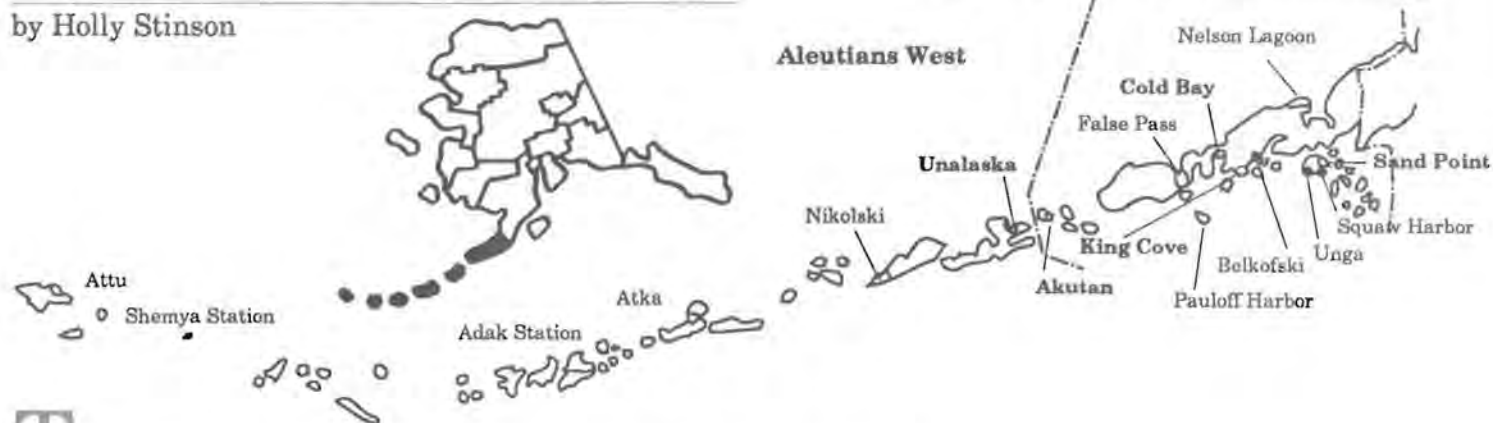 by Holly Stinson
Aleutians West
Nelson Lagoon
Cold Bay
False Pass
Unalaska
Sand Point
Nikolski
Squaw Harbor
King Cove
Unga
Belkofski
Attu
Akutan
Pauloff Harbor
Atka
Shemya Station
Adak Station